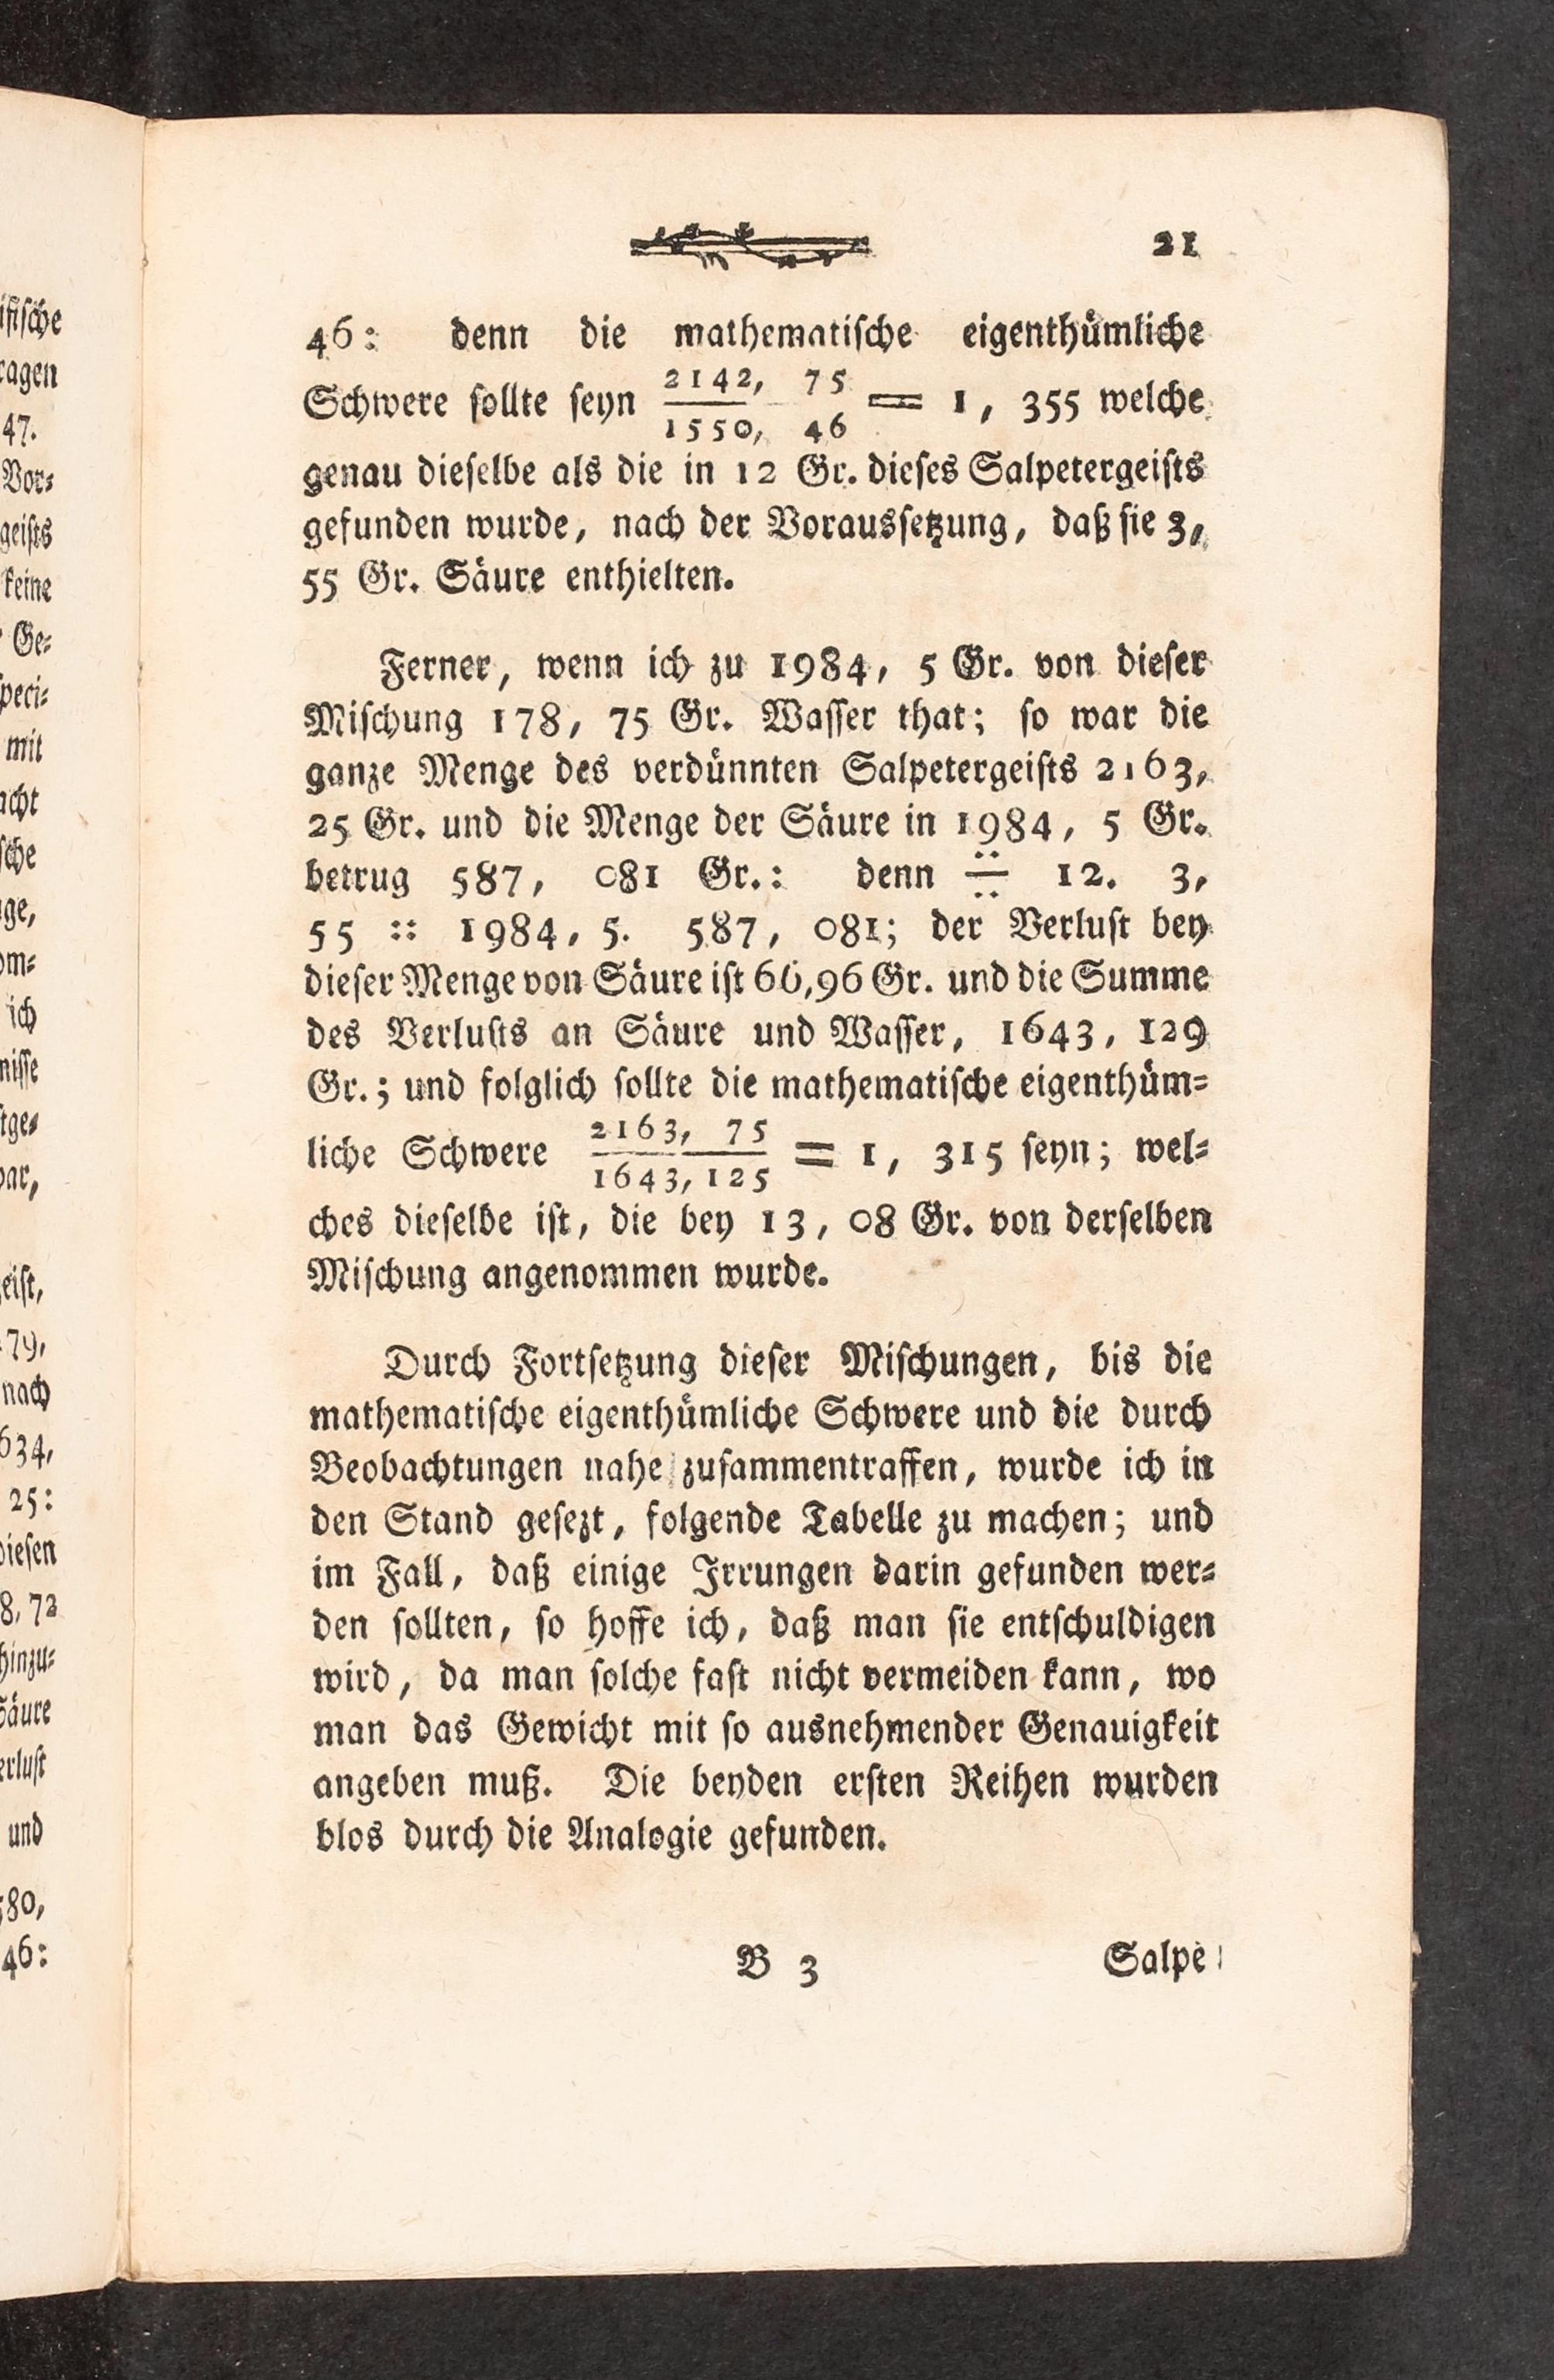 21
46: denn die mathematische eigenthümliche
Schwere sollte seyn 2142, 75 / 1550, 46 = 1, 355 welche
genau dieselbe als die in 12 Gr. dieses Salpetergeists
gefunden wurde, nach der Voraussetzung, daß sie 3,
55 Gr. Säure enthielten.
Ferner, wenn ich zu 1984, 5 Gr. von dieser
Mischung 178, 75 Gr. Wasser that; so war die
ganze Menge des verdünnten Salpetergeists 2163,
25 Gr. und die Menge der Säure in 1984, 5 Gr.
betrug 587, 081 Gr.: denn ∺ 12. 3,
55 :: 1984, 5. 587, 081; der Verlust bey
dieser Menge von Säure ist 66,96 Gr. und die Summe
des Verlusts an Säure und Wasser, 1643, 129
Gr.; und folglich sollte die mathematische eigenthüm-
liche Schwere 2163, 75 / 1643, 125 = 1, 315 seyn; wel-
ches dieselbe ist, die bey 13, 08 Gr. von derselben
Mischung angenommen wurde.
Durch Fortsetzung dieser Mischungen, bis die
mathematische eigenthümliche Schwere und die durch
Beobachtungen nahe zusammentraffen, wurde ich in
den Stand gesezt, folgende Tabelle zu machen; und
im Fall, daß einige Irrungen darin gefunden wer-
den sollten, so hoffe ich, daß man sie entschuldigen
wird, da man solche fast nicht vermeiden kann, wo
man das Gewicht mit so ausnehmender Genauigkeit
angeben muß. Die beyden ersten Reihen wurden
blos durch die Analogie gefunden.
B 3 Salpe-